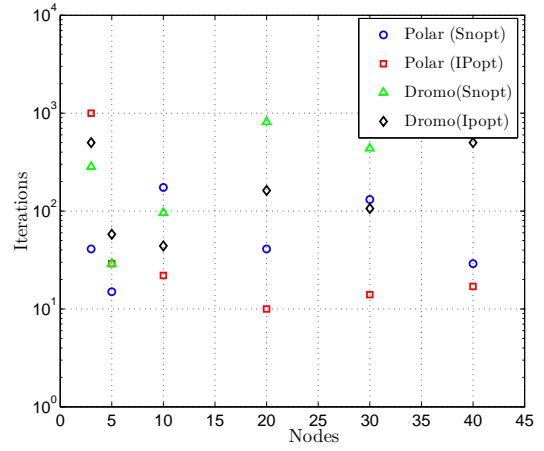 10^4
10^3
10^2
10^1
10^0
Iterations
Polar (Snopt)
Polar (IPopt)
Dromo(Snopt)
Dromo(Ipopt)
0 5 10 15 20 25 30 35 40 45
Nodes